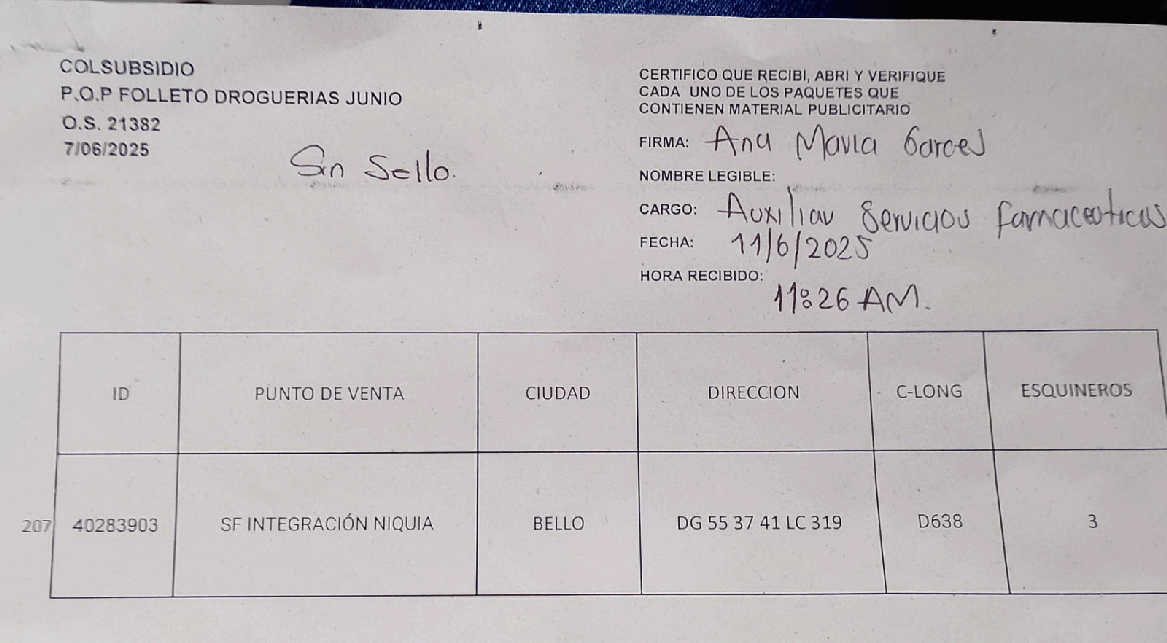 COLSUBSIDIO
P.O.P FOLLETO DROGUERIAS JUNIO
O.S. 21382
7/06/2025
Sin Sello.
CERTIFICO QUE RECIBI, ABRI Y VERIFIQUE
CADA UNO DE LOS PAQUETES QUE
CONTIENEN MATERIAL PUBLICITARIO
FIRMA: Ana Maria Garces
NOMBRE LEGIBLE:
CARGO: Auxiliar Servicios farmaceuticos
FECHA: 11/6/2025
HORA RECIBIDO: 11:26 AM.
ID PUNTO DE VENTA CIUDAD DIRECCION C-LONG ESQUINEROS
207 40283903 SF INTEGRACIÓN NIQUIA BELLO DG 55 37 41 LC 319 D638 3